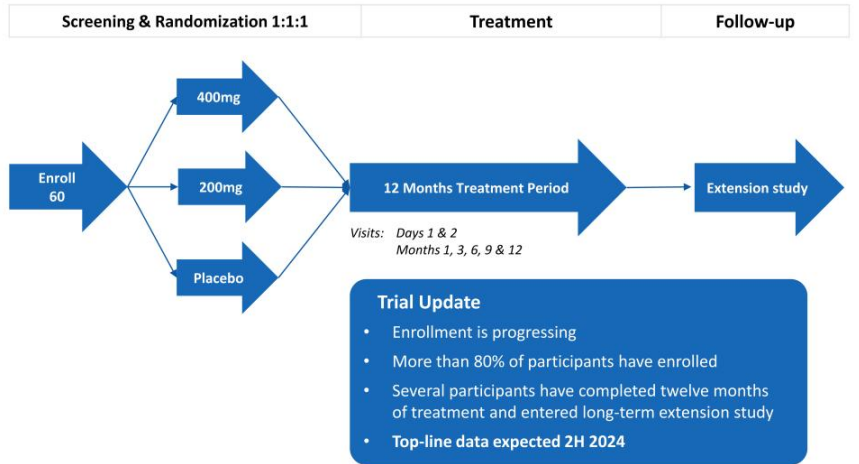 Screening & Randomization 1:1:1
Treatment
Follow-up
400mg
Enroll
60
200mg
Placebo
12 Months Treatment Period
Extension study
Visits: Days 1 & 2
Months 1, 3, 6, 9 & 12
Trial Update
• Enrollment is progressing
• More than 80% of participants have enrolled
• Several participants have completed twelve months
of treatment and entered long-term extension study
• Top-line data expected 2H 2024